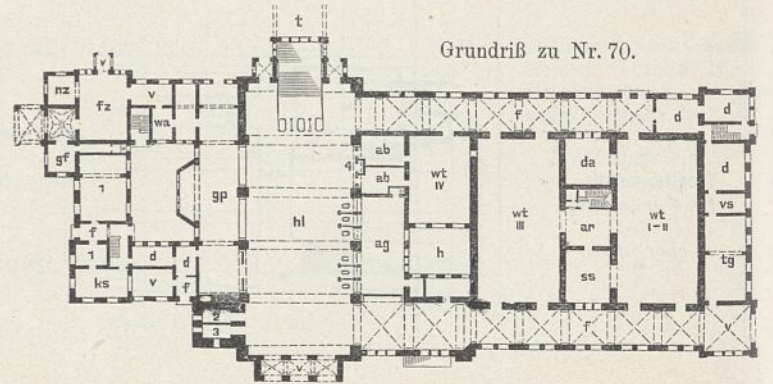 t
Grundriß zu Nr. 70.
v
nz
fz
v
wa
gf
1
f
1
ks
d
v
d
f
gp
hl
2
3
v
4
ab
ab
ag
wt
IV
h
f
wt
III
da
ar
ss
f
wt
I-II
d
d
d
vs
tg
v